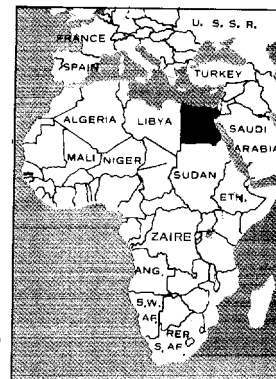 U. S. S. R.
FRANCE
SPAIN
TURKEY
ALGERIA
LIBYA
SAUDI
ARABIA
MALI
NIGER
SUDAN
ETH.
ZAIRE
ANG.
S.W.
AF.
REP.
S. AF.